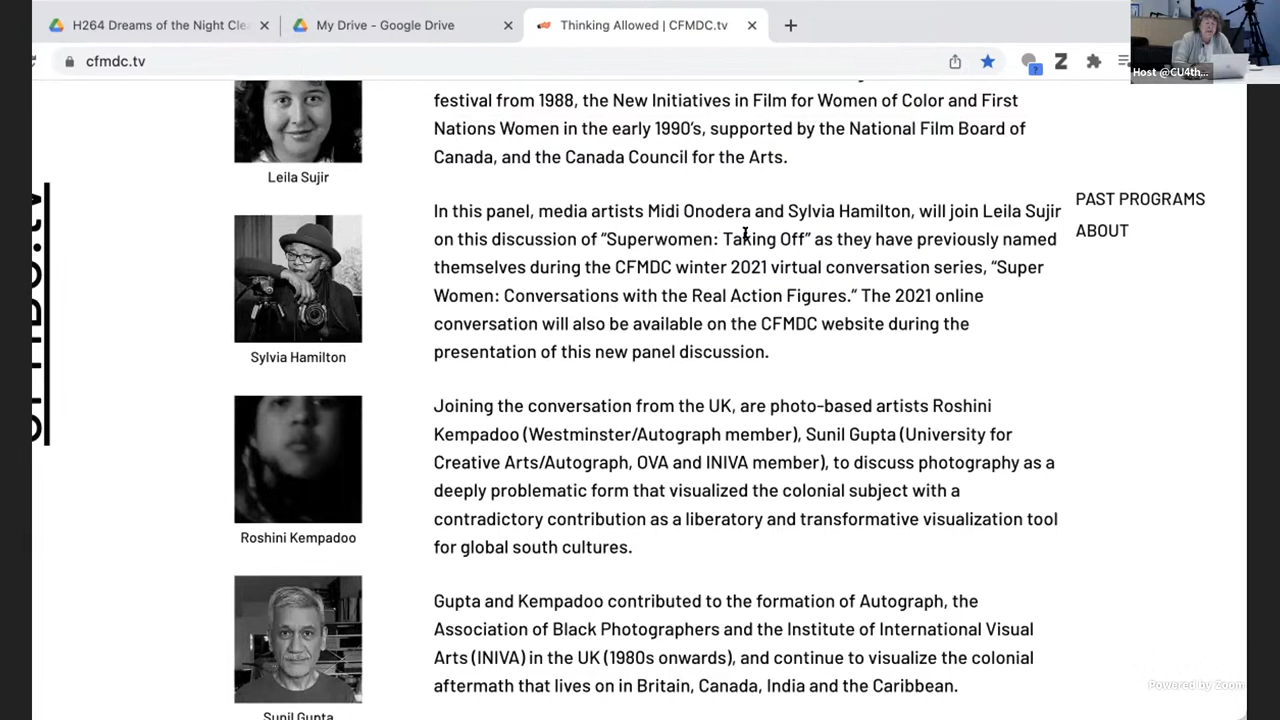 H264 Dreams of the Night Clea
My Drive - Google Drive
Thinking Allowed | CFMDC.tv
cfmdc.tv
Host @CU4th...
festival from 1988, the New Initiatives in Film for Women of Color and First
Nations Women in the early 1990's, supported by the National Film Board of
Canada, and the Canada Council for the Arts.
Leila Sujir
PAST PROGRAMS
ABOUT
In this panel, media artists Midi Onodera and Sylvia Hamilton, will join Leila Sujir
on this discussion of “Superwomen: Taking Off” as they have previously named
themselves during the CFMDC winter 2021 virtual conversation series, “Super
Women: Conversations with the Real Action Figures.” The 2021 online
conversation will also be available on the CFMDC website during the
presentation of this new panel discussion.
Sylvia Hamilton
Joining the conversation from the UK, are photo-based artists Roshini
Kempadoo (Westminster/Autograph member), Sunil Gupta (University for
Creative Arts/Autograph, OVA and INIVA member), to discuss photography as a
deeply problematic form that visualized the colonial subject with a
contradictory contribution as a liberatory and transformative visualization tool
for global south cultures.
Roshini Kempadoo
Gupta and Kempadoo contributed to the formation of Autograph, the
Association of Black Photographers and the Institute of International Visual
Arts (INIVA) in the UK (1980s onwards), and continue to visualize the colonial
aftermath that lives on in Britain, Canada, India and the Caribbean.
Sunil Gupta
Powered by Zoom